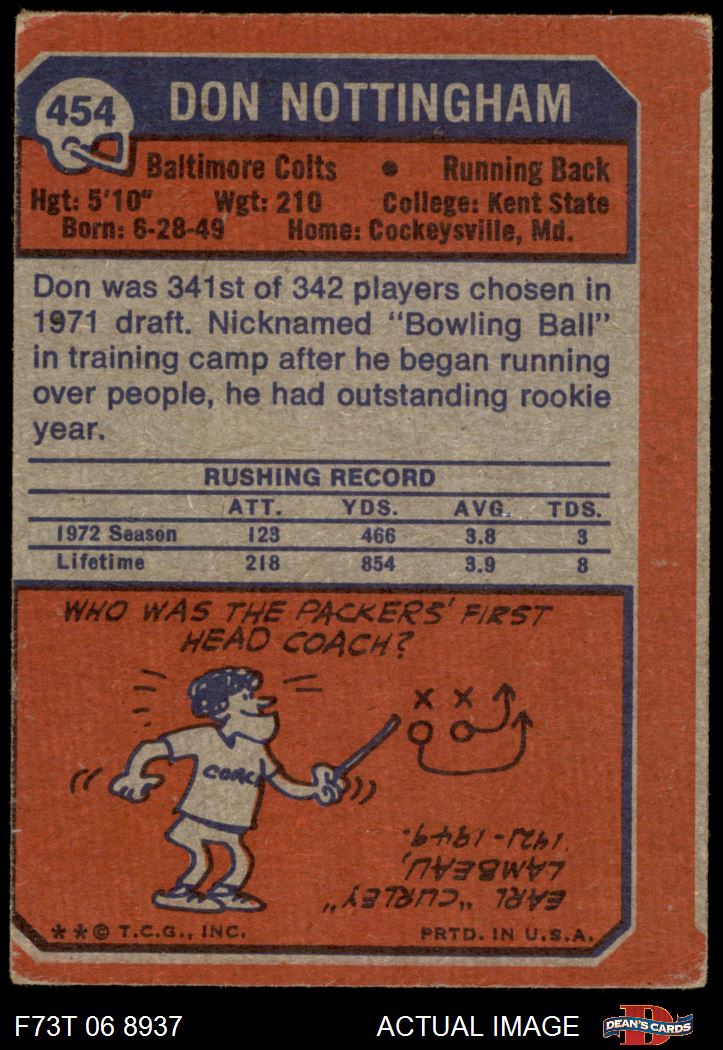 454
DON NOTTINGHAM
Baltimore Colts • Running Back
Hgt: 5'10" Wgt: 210 College: Kent State
Born: 6-28-49 Home: Cockeysville, Md.
Don was 341st of 342 players chosen in
1971 draft. Nicknamed "Bowling Ball"
in training camp after he began running
over people, he had outstanding rookie
year.
RUSHING RECORD
ATT. YDS. AVG. TDS.
1972 Season 123 466 3.8 3
Lifetime 218 854 3.9 8
WHO WAS THE PACKERS' FIRST
HEAD COACH?
COACH
X X
EARL "CURLEY"
LAMBEAU,
1921-1949.
**© T.C.G., INC. PRTD. IN U.S.A.
F73T 06 8937 ACTUAL IMAGE
D
DEAN'S CARDS